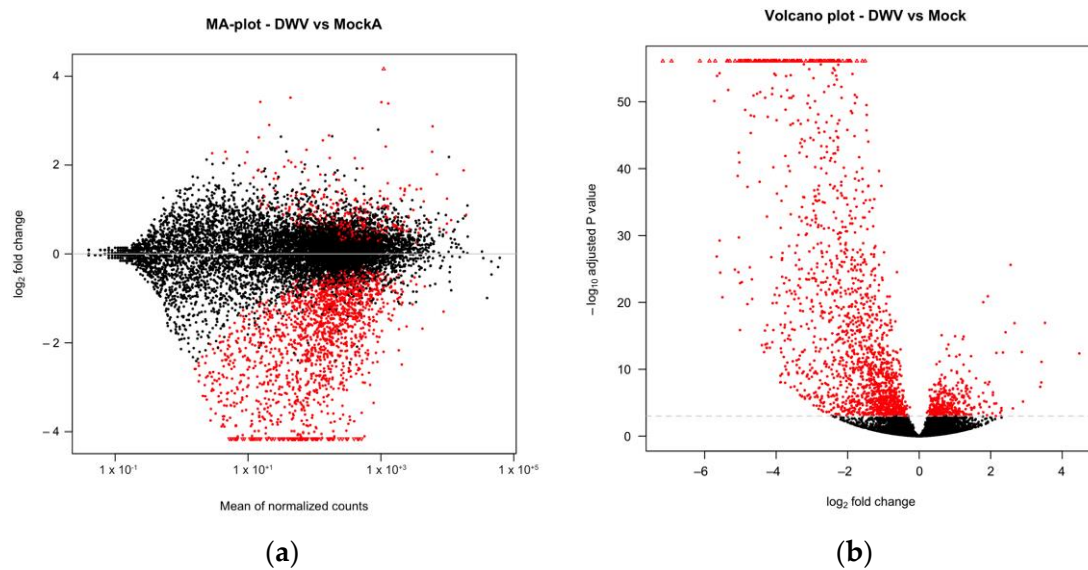 MA-plot - DWV vs MockA
4
2
0
– 2
– 4
log₂ fold change
1 x 10⁻¹
1 x 10⁺¹
1 x 10⁺³
1 x 10⁺⁵
Mean of normalized counts
(a)
Volcano plot - DWV vs Mock
50
40
30
20
10
0
– log₁₀ adjusted P value
–6
–4
–2
0
2
4
log₂ fold change
(b)